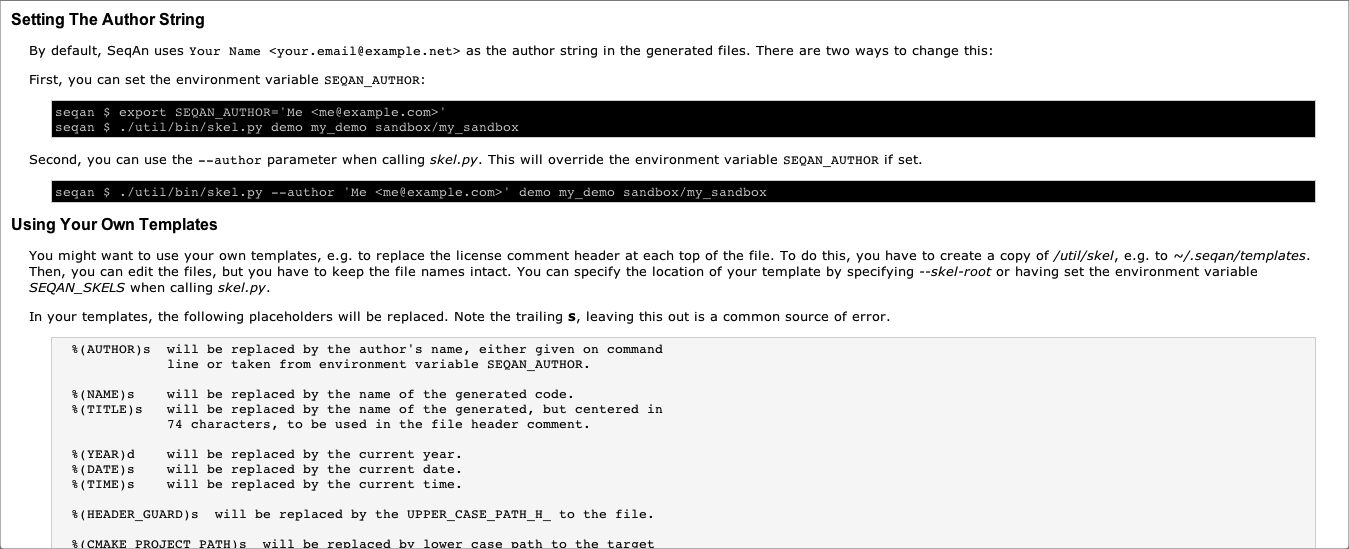 Setting The Author String
By default, SeqAn uses Your Name <your.email@example.net> as the author string in the generated files. There are two ways to change this:
First, you can set the environment variable SEQAN_AUTHOR:
seqan $ export SEQAN_AUTHOR='Me <me@example.com>'
seqan $ ./util/bin/skel.py demo my_demo sandbox/my_sandbox
Second, you can use the --author parameter when calling skel.py. This will override the environment variable SEQAN_AUTHOR if set.
seqan $ ./util/bin/skel.py --author 'Me <me@example.com>' demo my_demo sandbox/my_sandbox
Using Your Own Templates
You might want to use your own templates, e.g. to replace the license comment header at each top of the file. To do this, you have to create a copy of /util/skel, e.g. to ~/.seqan/templates.
Then, you can edit the files, but you have to keep the file names intact. You can specify the location of your template by specifying --skel-root or having set the environment variable
SEQAN_SKELS when calling skel.py.
In your templates, the following placeholders will be replaced. Note the trailing s, leaving this out is a common source of error.
%(AUTHOR)s  will be replaced by the author's name, either given on command
line or taken from environment variable SEQAN_AUTHOR.
%(NAME)s    will be replaced by the name of the generated code.
%(TITLE)s   will be replaced by the name of the generated, but centered in
74 characters, to be used in the file header comment.
%(YEAR)d    will be replaced by the current year.
%(DATE)s    will be replaced by the current date.
%(TIME)s    will be replaced by the current time.
%(HEADER_GUARD)s  will be replaced by the UPPER_CASE_PATH_H_ to the file.
%(CMAKE_PROJECT_PATH)s  will be replaced by lower case path to the target